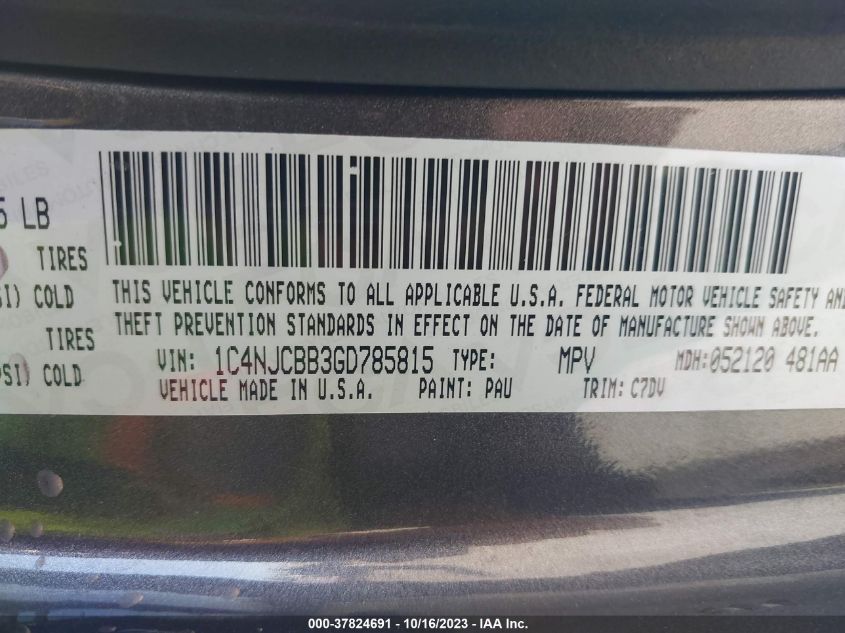 5 LB
TIRES
SI) COLD
TIRES
PSI) COLD
THIS VEHICLE CONFORMS TO ALL APPLICABLE U.S.A. FEDERAL MOTOR VEHICLE SAFETY AND
THEFT PREVENTION STANDARDS IN EFFECT ON THE DATE OF MANUFACTURE SHOWN ABOVE.
VIN: 1C4NJCBB3GD785815 TYPE: MPV MDH:052120 481AA
VEHICLE MADE IN U.S.A. PAINT: PAU TRIM: C7DV
000-37824691 - 10/16/2023 - IAA Inc.